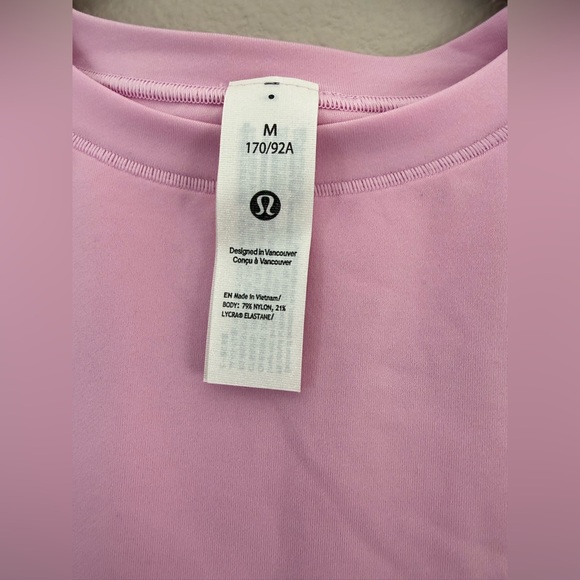 M
170/92A
Designed in Vancouver
Conçu à Vancouver
EN Made in Vietnam/
BODY: 79% NYLON, 21%
LYCRA® ELASTANE/